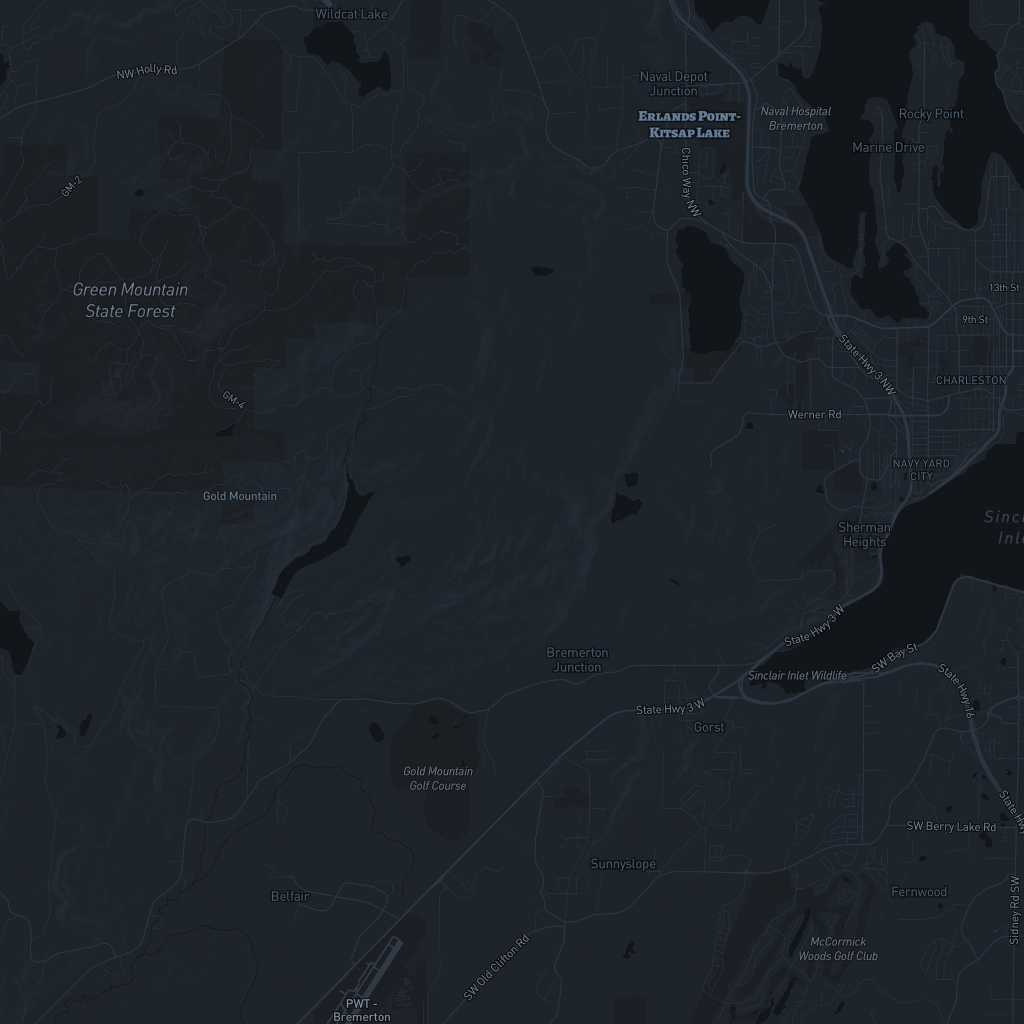 Wildcat Lake
NW Holly Rd
Naval Depot
Junction
Erlands Point-
Kitsap Lake
Naval Hospital
Bremerton
Rocky Point
Marine Drive
Chico Way NW
GM-2
Green Mountain
State Forest
13th St
9th St
State Hwy 3 NW
CHARLESTON
GM-4
Werner Rd
NAVY YARD
CITY
Gold Mountain
Sherman
Heights
State Hwy 3 W
Bremerton
Junction
SW Bay St
Sinclair Inlet Wildlife
State Hwy 16
State Hwy 3 W
Gorst
Gold Mountain
Golf Course
SW Berry Lake Rd
Sunnyslope
Belfair
Fernwood
Sidney Rd SW
McCormick
Woods Golf Club
SW Old Clifton Rd
PWT -
Bremerton